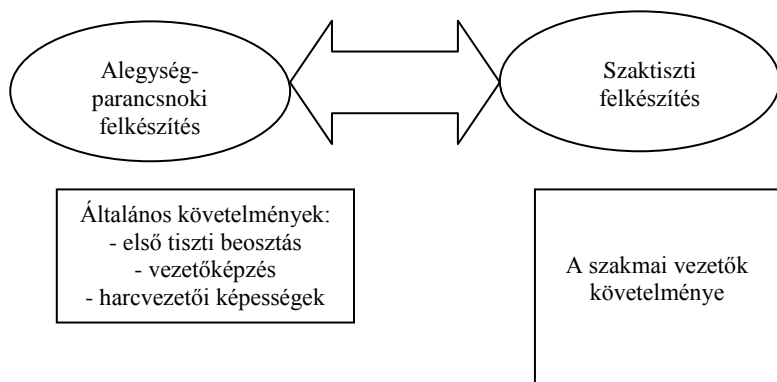 Alegység-
parancsnoki
felkészítés
Szaktiszti
felkészítés
Általános követelmények:
- első tiszti beosztás
- vezetőképzés
- harcvezetői képességek
A szakmai vezetők
követelménye